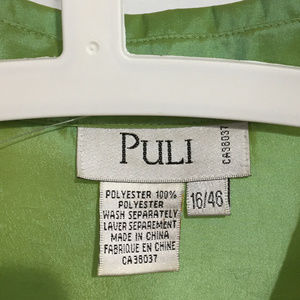 PULI
CA38037
POLYESTER 100%
POLYESTER
WASH SEPARATELY
LAVER SEPAREMENT
MADE IN CHINA
FABRIQUE EN CHINE
CA38037
16/46